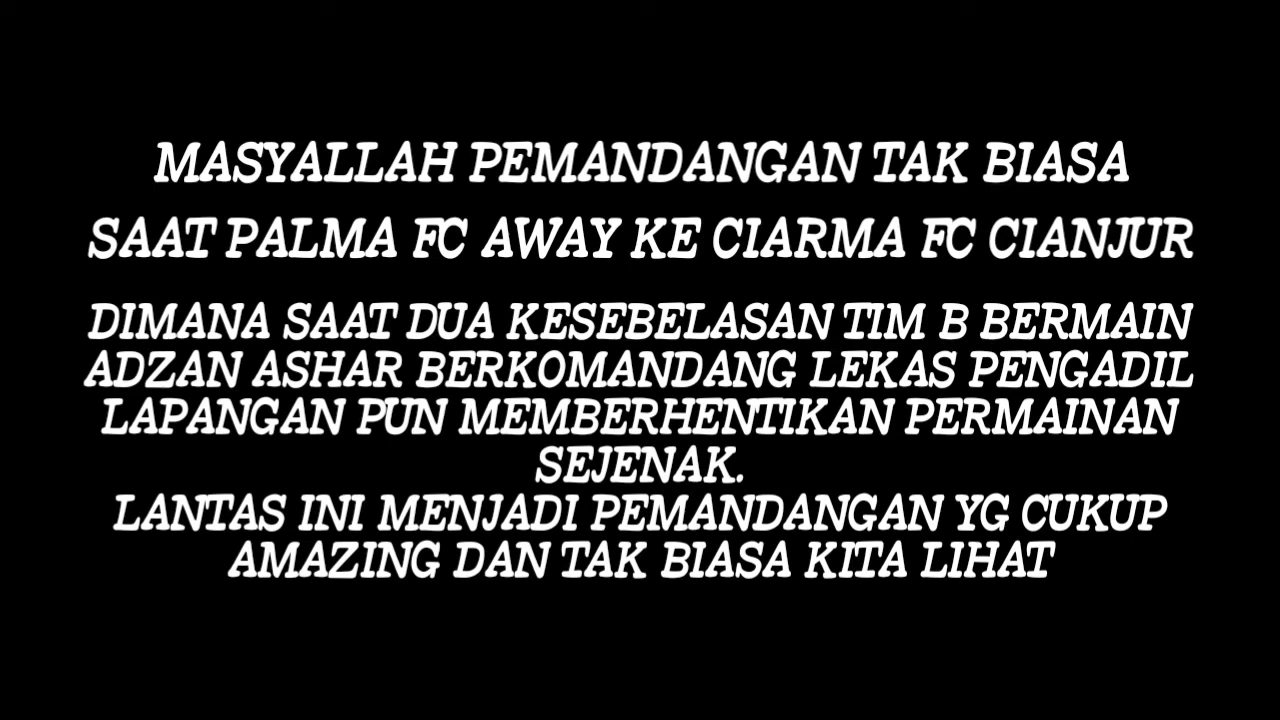 MASYALLAH PEMANDANGAN TAK BIASA
SAAT PALMA FC AWAY KE CIARMA FC CIANJUR
DIMANA SAAT DUA KESEBELASAN TIM B BERMAIN
ADZAN ASHAR BERKOMANDANG LEKAS PENGADIL
LAPANGAN PUN MEMBERHENTIKAN PERMAINAN
SEJENAK.
LANTAS INI MENJADI PEMANDANGAN YG CUKUP
AMAZING DAN TAK BIASA KITA LIHAT